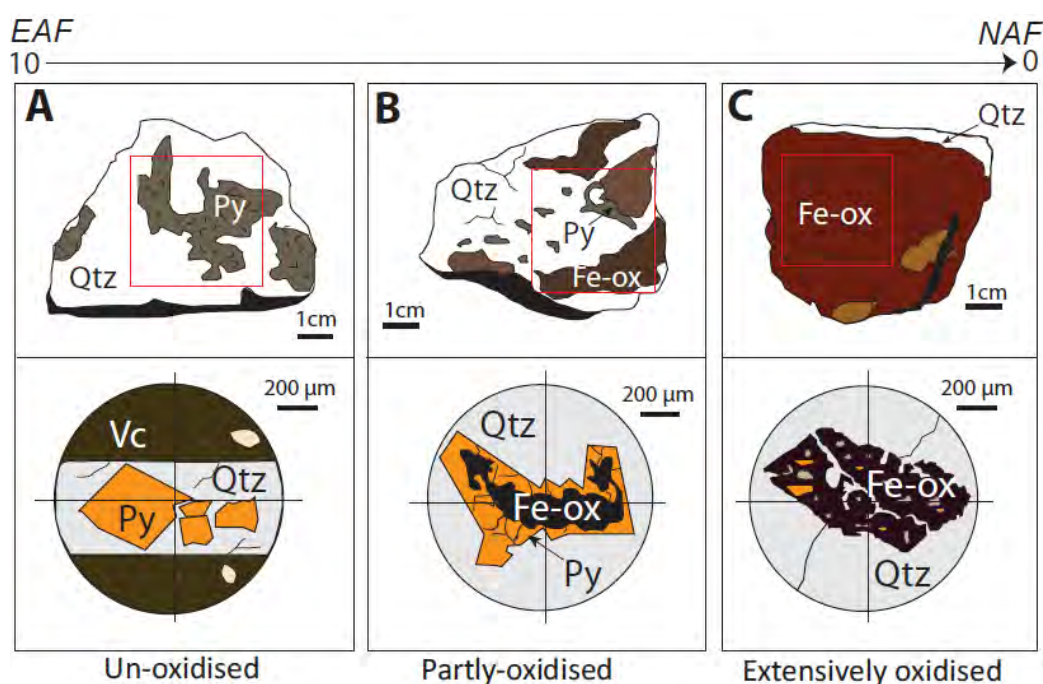 EAF
NAF
10
0
A
Py
Qtz
1cm
B
Qtz
Py
Fe-ox
1cm
C
Qtz
Fe-ox
1cm
200 µm
Vc
Qtz
Py
200 µm
Qtz
Fe-ox
Py
200 µm
Fe-ox
Qtz
Un-oxidised
Partly-oxidised
Extensively oxidised